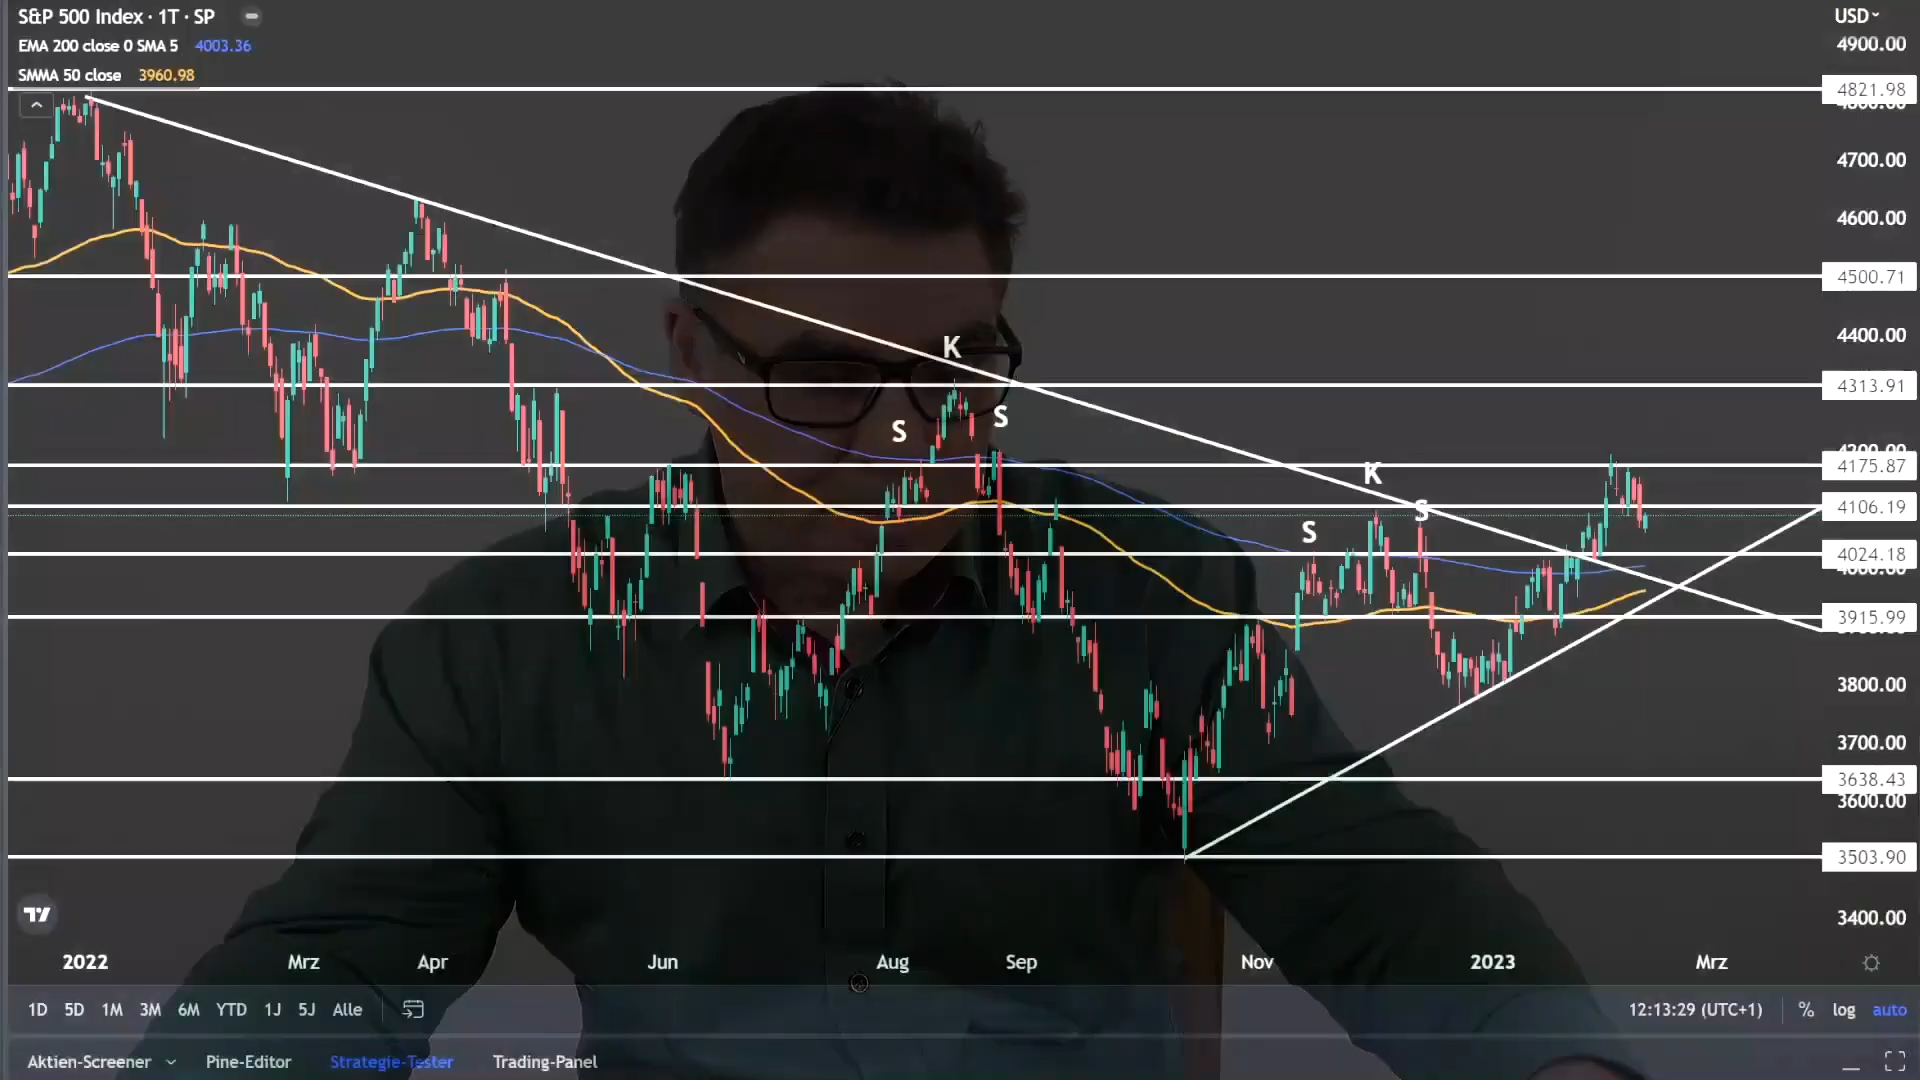 S&P 500 Index · 1T · SP
EMA 200 close 0 SMA 5 4003.36
SMMA 50 close 3960.98
USD
4900.00
4821.98
4700.00
4600.00
4500.71
4400.00
4313.91
4175.87
4106.19
4024.18
3915.99
3800.00
3700.00
3638.43
3600.00
3503.90
3400.00
K
S
S
K
S
S
2022 Mrz Apr Jun Aug Sep Nov 2023 Mrz
1D 5D 1M 3M 6M YTD 1J 5J Alle
12:13:29 (UTC+1) % log auto
Aktien-Screener Pine-Editor Strategie-Tester Trading-Panel